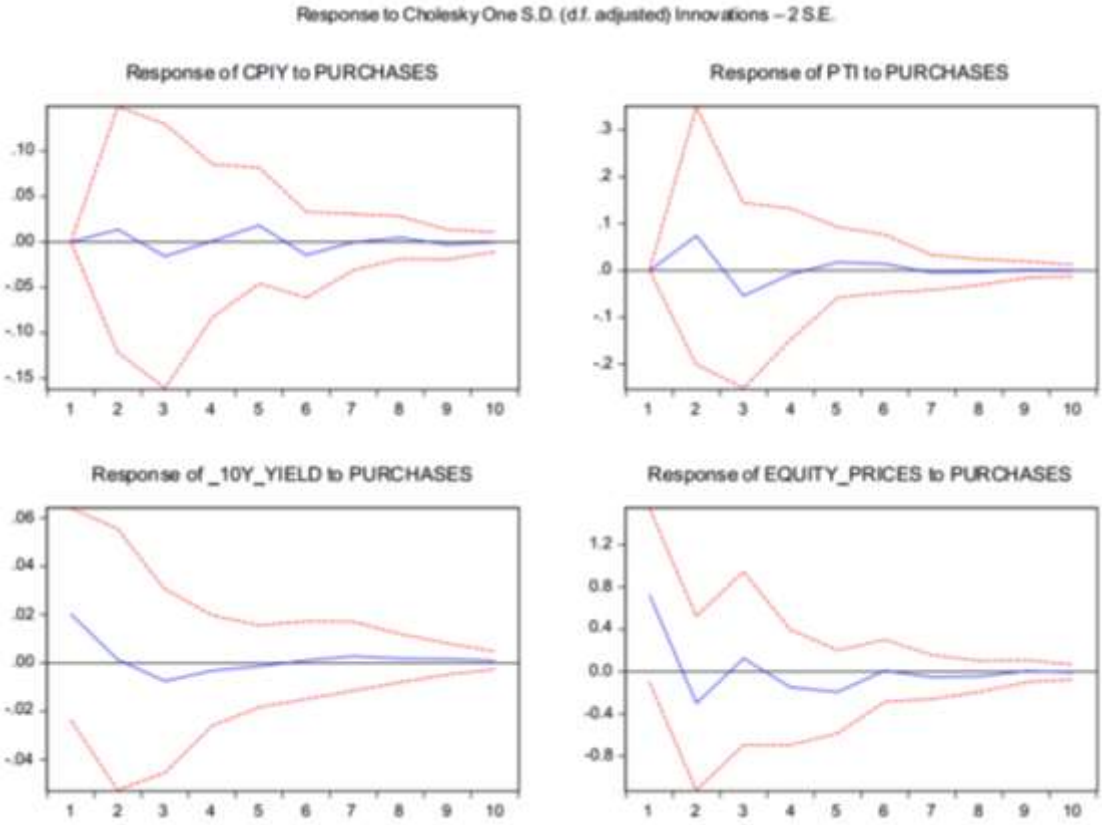 Response to Cholesky One S.D. (d.f. adjusted) Innovations – 2 S.E.
Response of CPIY to PURCHASES
.10
.05
.00
-.05
-.10
-.15
1 2 3 4 5 6 7 8 9 10
Response of PTI to PURCHASES
.3
.2
.1
.0
-.1
-.2
1 2 3 4 5 6 7 8 9 10
Response of _10Y_YIELD to PURCHASES
.06
.04
.02
.00
-.02
-.04
1 2 3 4 5 6 7 8 9 10
Response of EQUITY_PRICES to PURCHASES
1.2
0.8
0.4
0.0
-0.4
-0.8
1 2 3 4 5 6 7 8 9 10